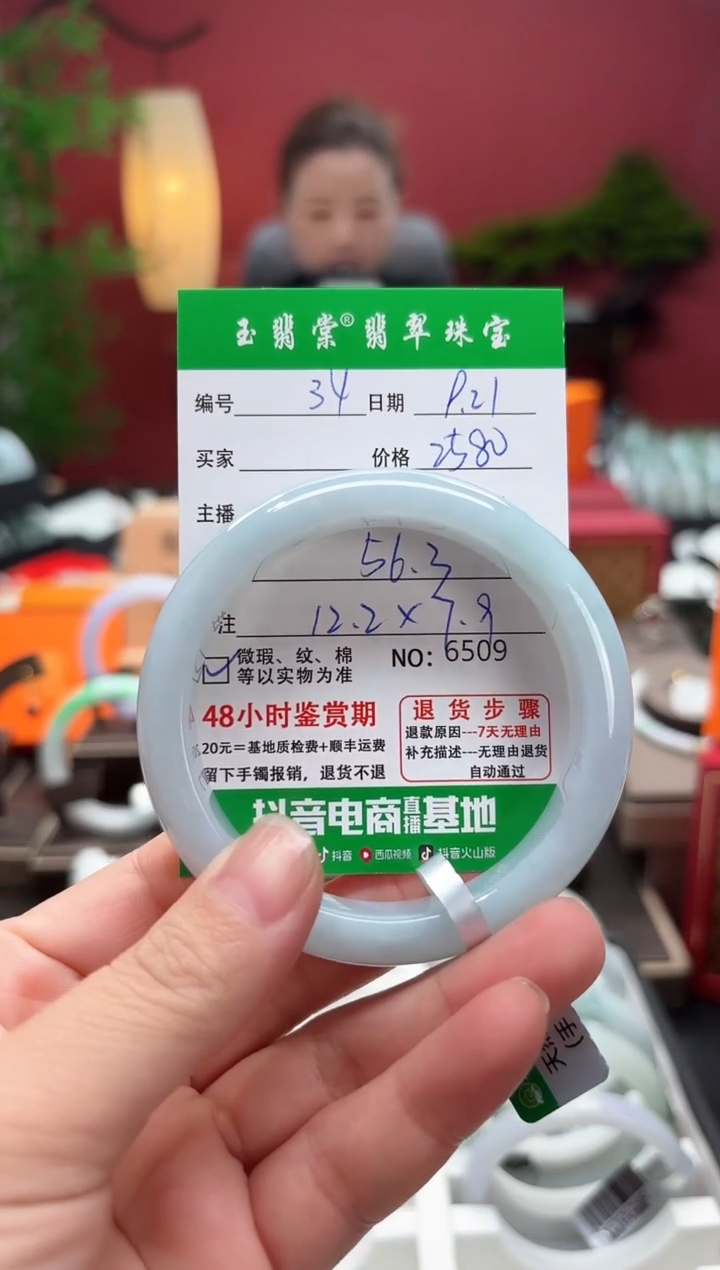 玉翡棠®翡翠珠宝
编号 34 日期 9.21
买家 价格 2580
主播
56.3
注 12.2×7.9
微瑕、纹、棉 NO：6509
等以实物为准
48小时鉴赏期
20元＝基地质检费+顺丰运费
留下手镯报销，退货不退
退货步骤
退款原因---7天无理由
补充描述---无理由退货
自动通过
抖音电商直播基地
抖音 西瓜视频 抖音火山版